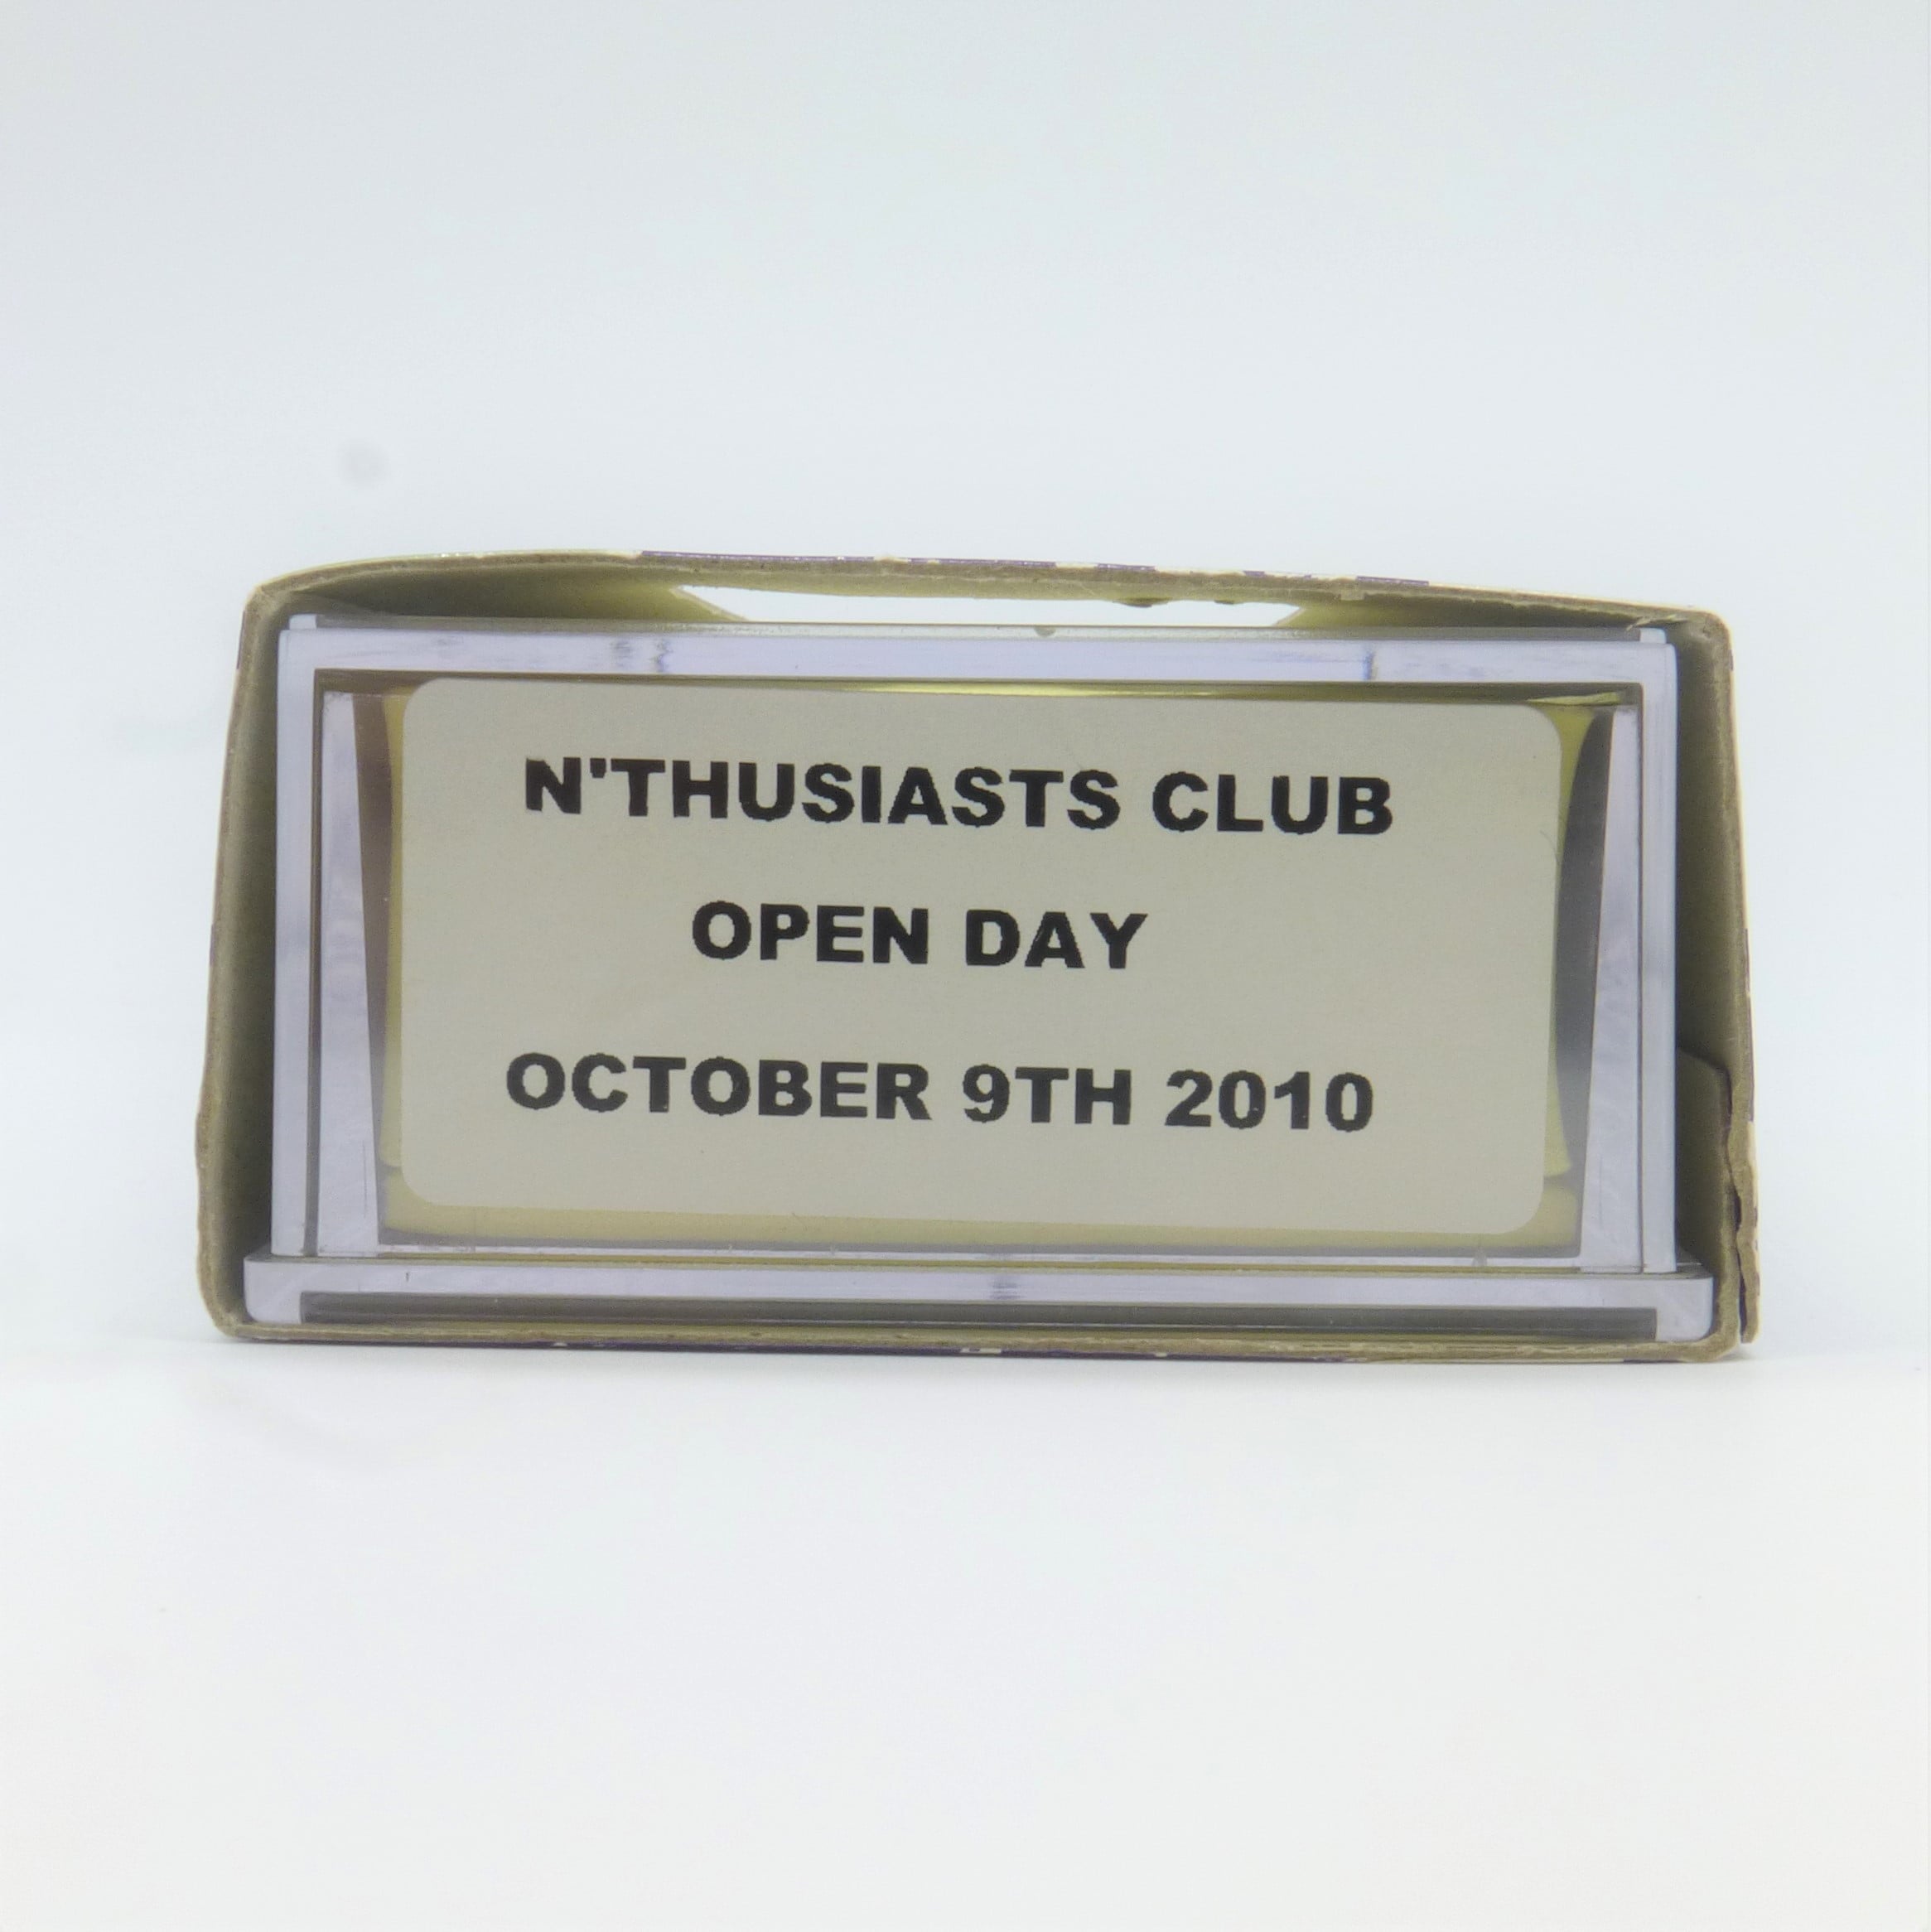 N'THUSIASTS CLUB
OPEN DAY
OCTOBER 9TH 2010